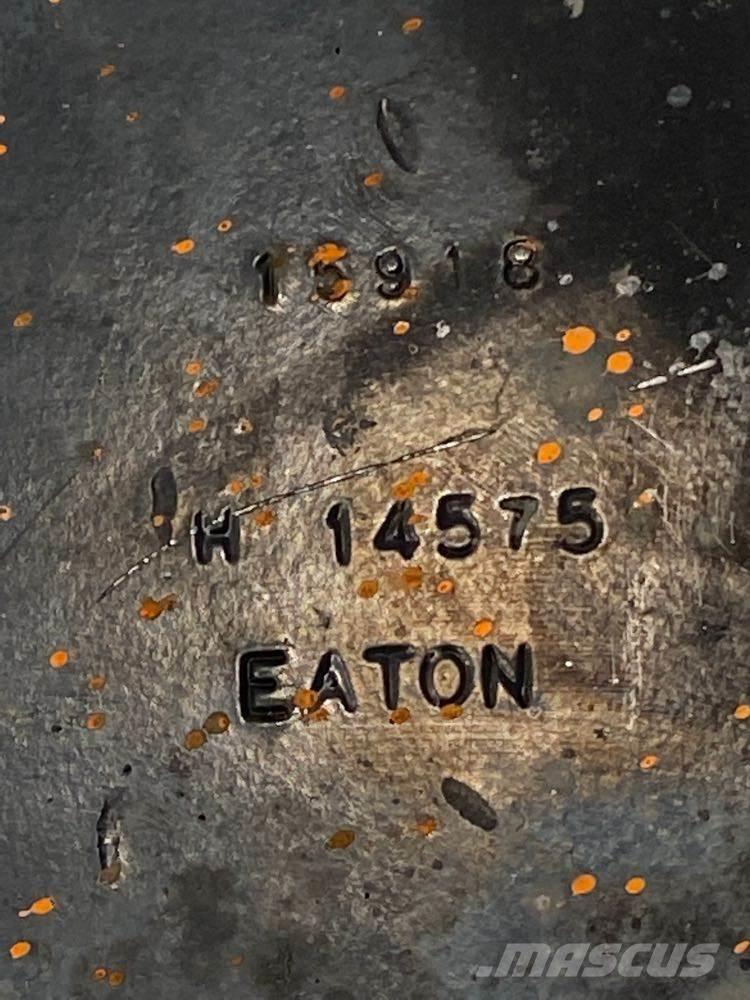 15918
H 14575
EATON
.MASCUS